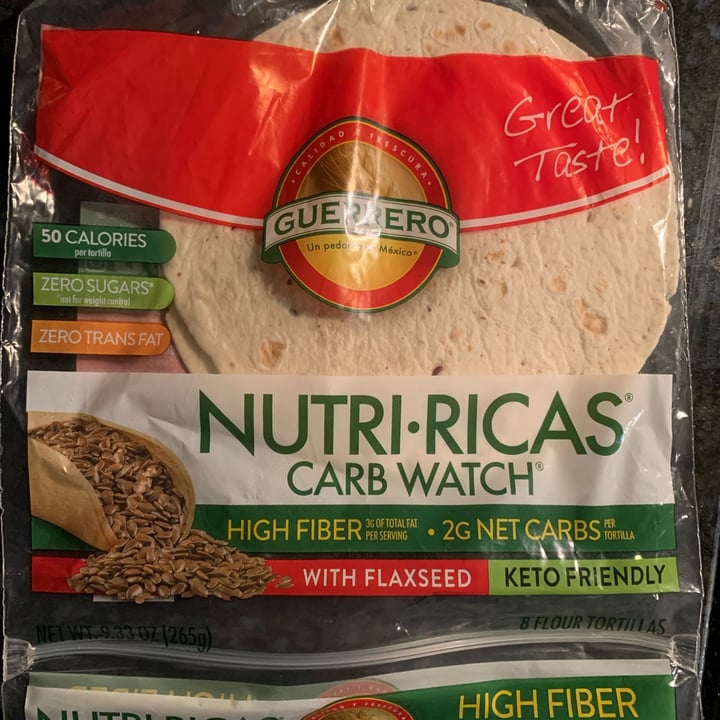 Great
Taste!
CALIDAD Y FRESCURA
GUERRERO
Un pedacito de México®
50 CALORIES
per tortilla
ZERO SUGARS*
*not for weight control
ZERO TRANS FAT
NUTRI·RICAS®
CARB WATCH®
HIGH FIBER 3G OF TOTAL FAT PER SERVING • 2G NET CARBS PER TORTILLA
WITH FLAXSEED KETO FRIENDLY
NET WT. 9.33 OZ (265g) 8 FLOUR TORTILLAS
NUTRI·RICAS HIGH FIBER